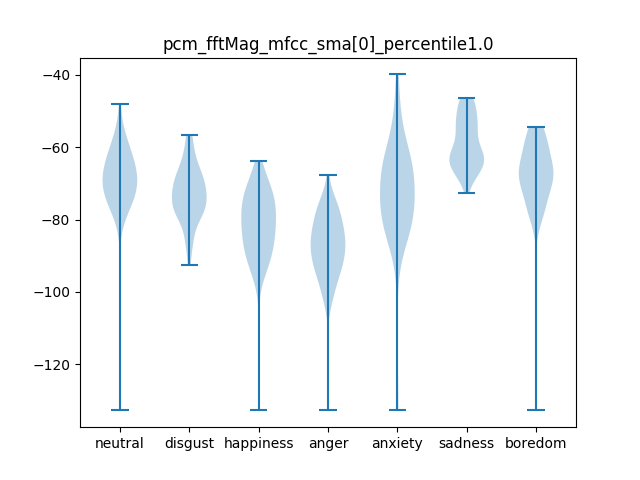 pcm_fftMag_mfcc_sma[0]_percentile1.0
−40
−60
−80
−100
−120
neutral disgust happiness anger anxiety sadness boredom